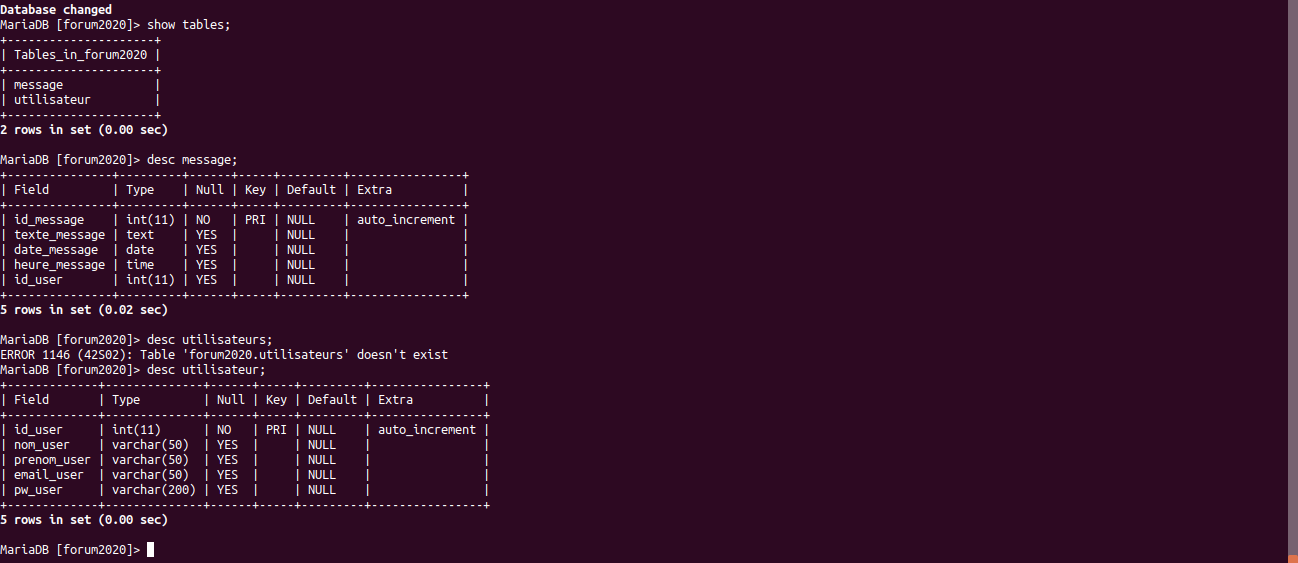 Database changed
MariaDB [forum2020]> show tables;
+---------------------+
| Tables_in_forum2020 |
+---------------------+
| message             |
| utilisateur         |
+---------------------+
2 rows in set (0.00 sec)

MariaDB [forum2020]> desc message;
+---------------+---------+------+-----+---------+----------------+
| Field         | Type    | Null | Key | Default | Extra          |
+---------------+---------+------+-----+---------+----------------+
| id_message    | int(11) | NO   | PRI | NULL    | auto_increment |
| texte_message | text    | YES  |     | NULL    |                |
| date_message  | date    | YES  |     | NULL    |                |
| heure_message | time    | YES  |     | NULL    |                |
| id_user       | int(11) | YES  |     | NULL    |                |
+---------------+---------+------+-----+---------+----------------+
5 rows in set (0.02 sec)

MariaDB [forum2020]> desc utilisateurs;
ERROR 1146 (42S02): Table 'forum2020.utilisateurs' doesn't exist
MariaDB [forum2020]> desc utilisateur;
+-------------+--------------+------+-----+---------+----------------+
| Field       | Type         | Null | Key | Default | Extra          |
+-------------+--------------+------+-----+---------+----------------+
| id_user     | int(11)      | NO   | PRI | NULL    | auto_increment |
| nom_user    | varchar(50)  | YES  |     | NULL    |                |
| prenom_user | varchar(50)  | YES  |     | NULL    |                |
| email_user  | varchar(50)  | YES  |     | NULL    |                |
| pw_user     | varchar(200) | YES  |     | NULL    |                |
+-------------+--------------+------+-----+---------+----------------+
5 rows in set (0.00 sec)

MariaDB [forum2020]>